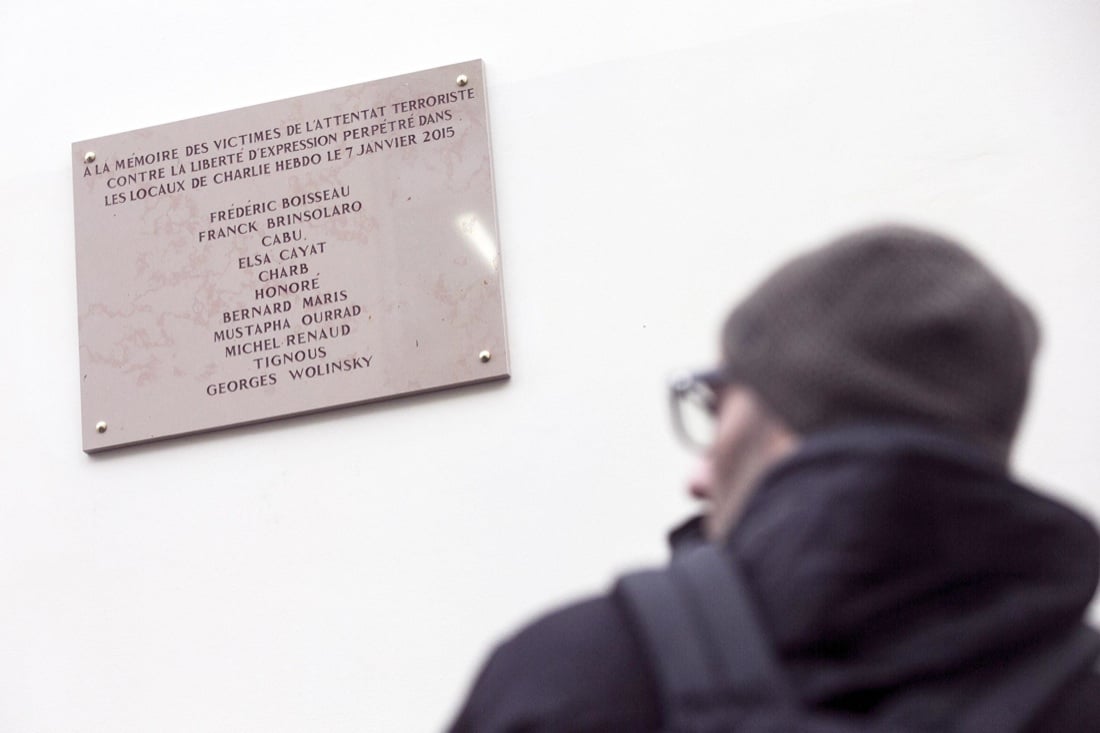 À LA MÉMOIRE DES VICTIMES DE L'ATTENTAT TERRORISTE
CONTRE LA LIBERTÉ D'EXPRESSION PERPÉTRÉ DANS
LES LOCAUX DE CHARLIE HEBDO LE 7 JANVIER 2015
FRÉDÉRIC BOISSEAU
FRANCK BRINSOLARO
CABU
ELSA CAYAT
CHARB
HONORÉ
BERNARD MARIS
MUSTAPHA OURRAD
MICHEL RENAUD
TIGNOUS
GEORGES WOLINSKY